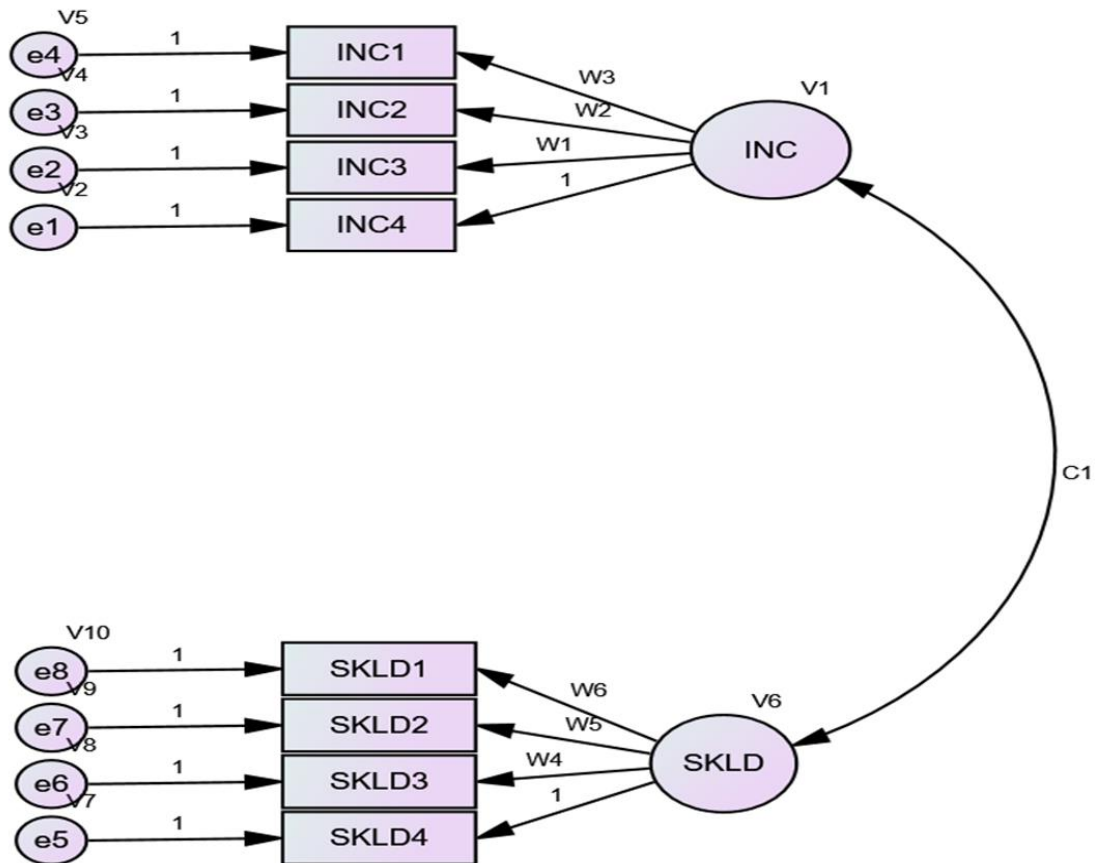 V5
e4 1 INC1
V4
e3 1 INC2
V3
e2 1 INC3
V2
e1 1 INC4
W3
W2
W1
1
V1
INC
C1
V10
e8 1 SKLD1
V9
e7 1 SKLD2
V8
e6 1 SKLD3
V7
e5 1 SKLD4
W6
W5
W4
1
V6
SKLD